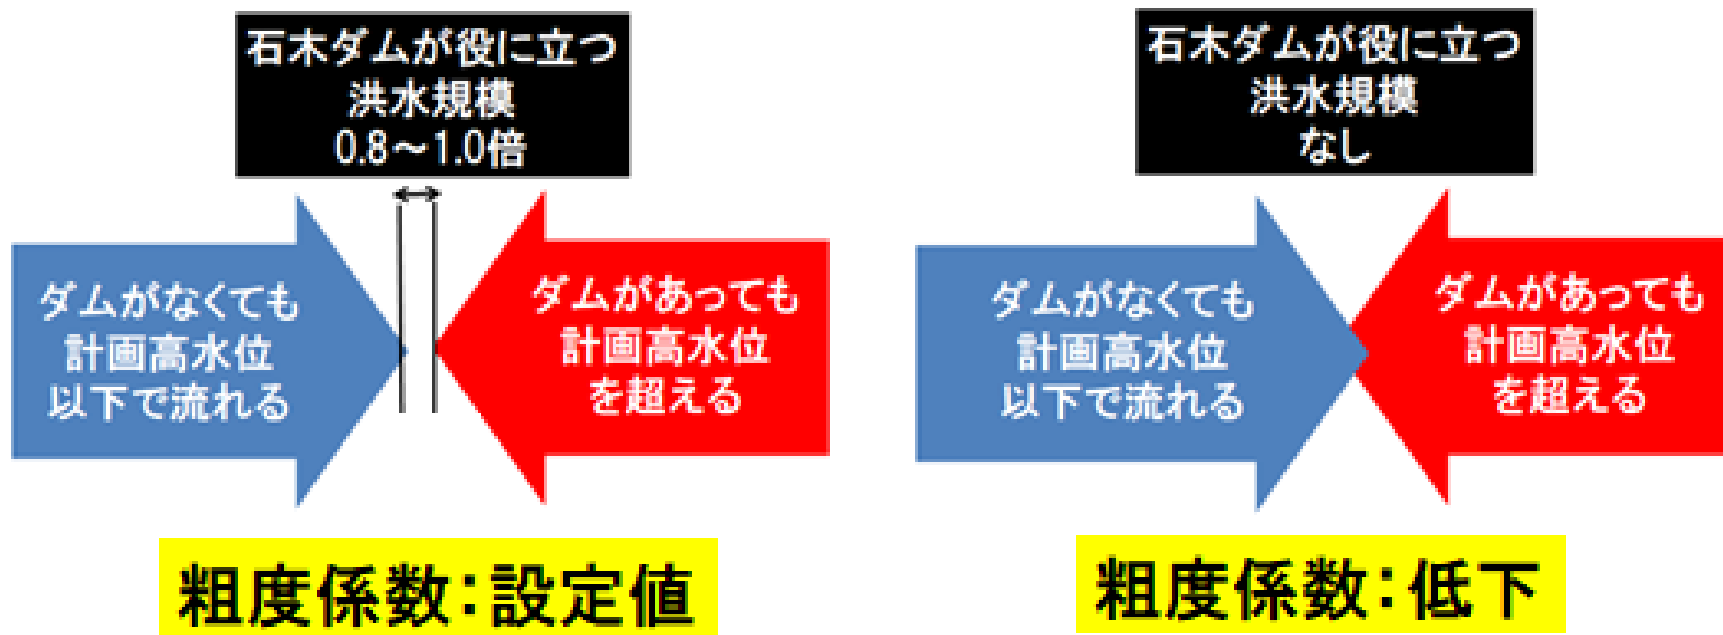 石木ダムが役に立つ
洪水規模
0.8～1.0倍
ダムがなくても
計画高水位
以下で流れる
ダムがあっても
計画高水位
を超える
粗度係数：設定値
石木ダムが役に立つ
洪水規模
なし
ダムがなくても
計画高水位
以下で流れる
ダムがあっても
計画高水位
を超える
粗度係数：低下